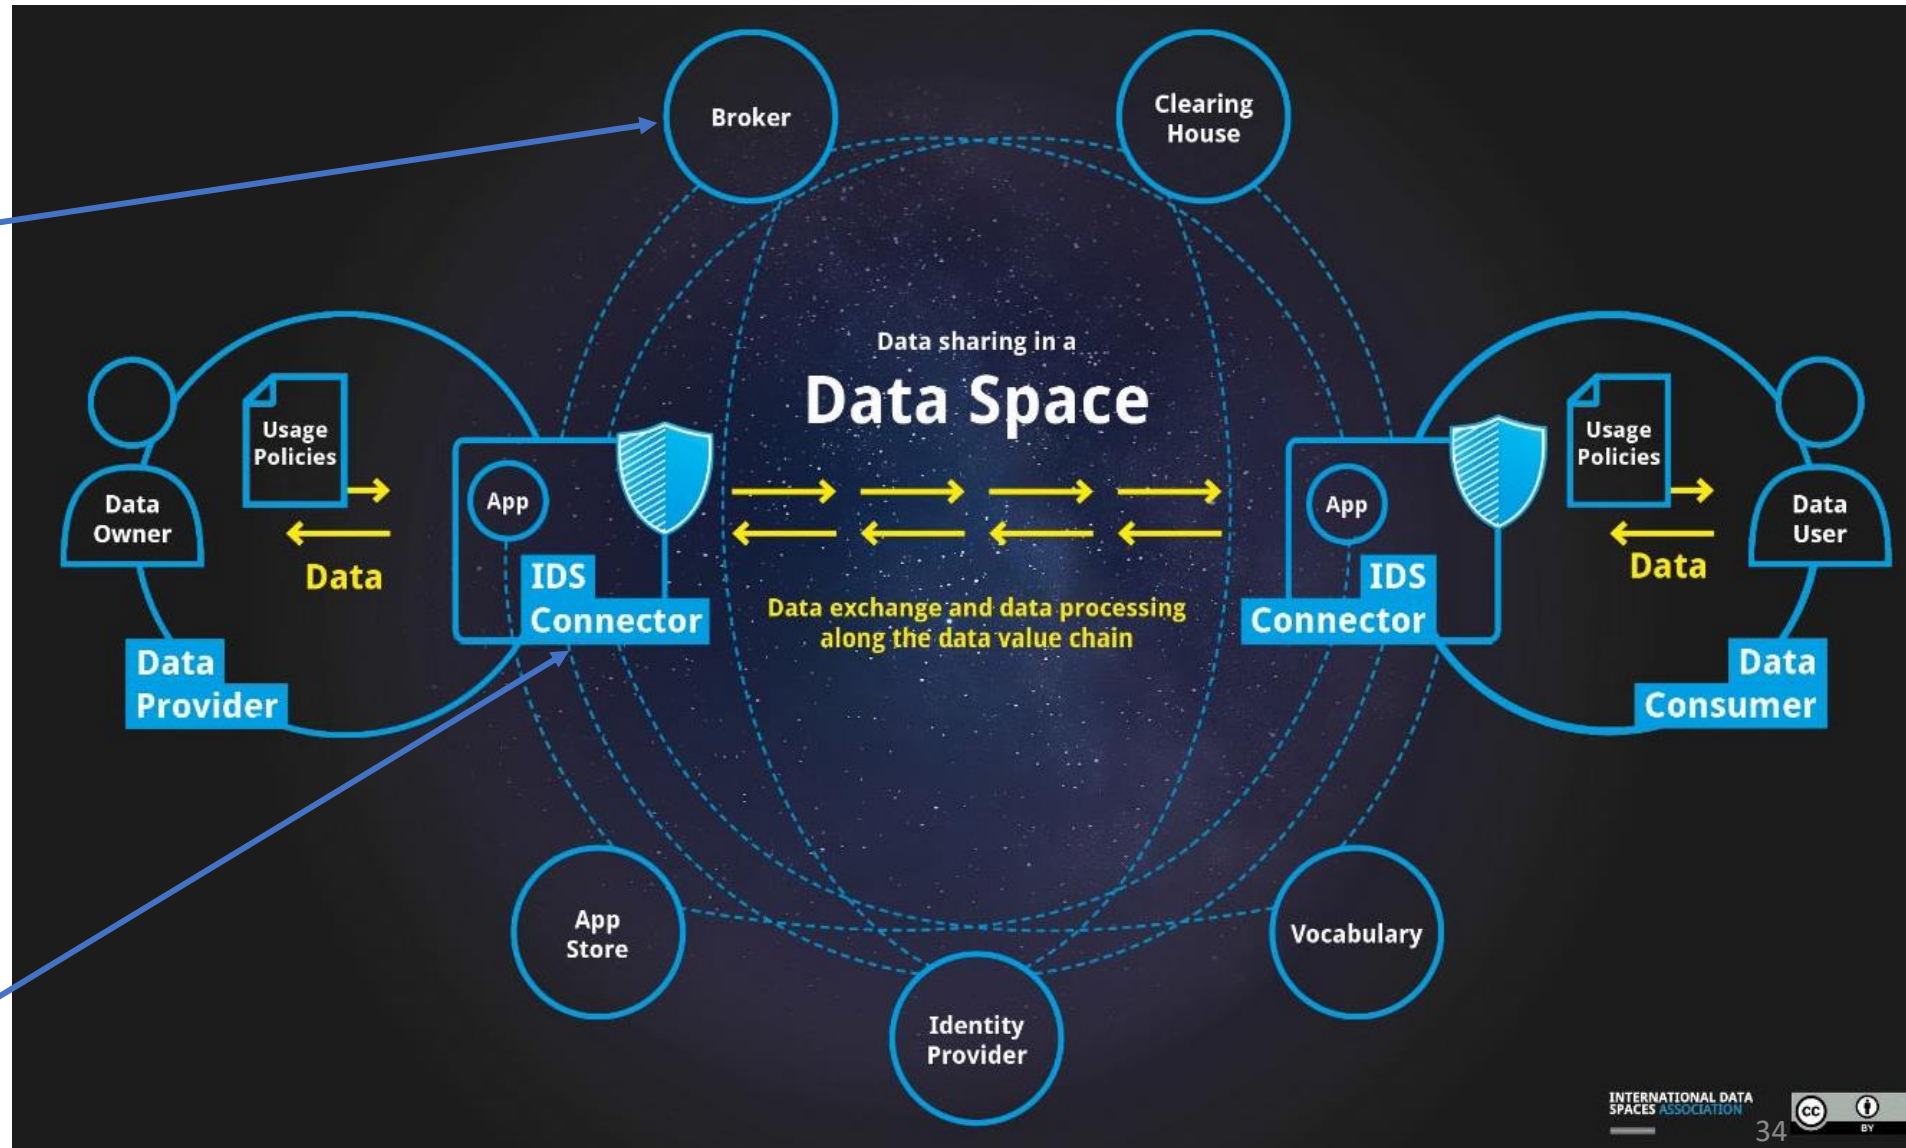 Broker
Clearing
House
Data sharing in a
Data Space
Usage
Policies
Usage
Policies
Data
Owner
App
App
Data
User
Data
IDS
Connector
Data exchange and data processing
along the data value chain
IDS
Connector
Data
Data
Provider
Data
Consumer
App
Store
Vocabulary
Identity
Provider
INTERNATIONAL DATA
SPACES ASSOCIATION
34
cc
BY